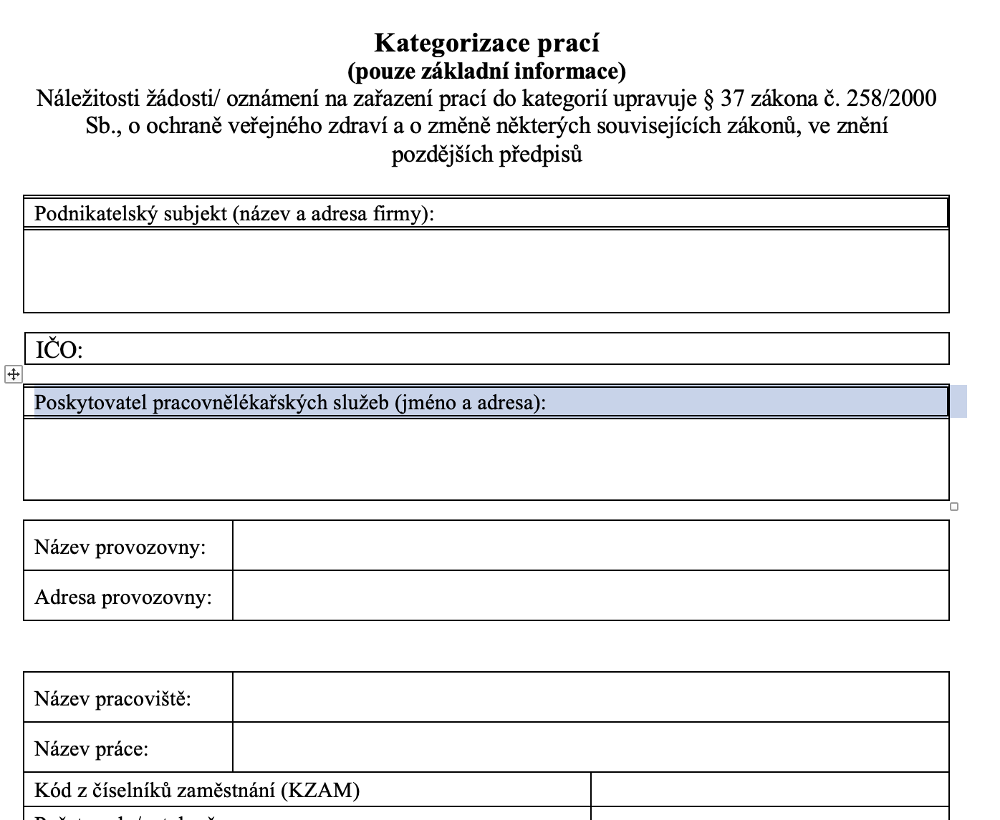 Kategorizace prací
(pouze základní informace)
Náležitosti žádosti/ oznámení na zařazení prací do kategorií upravuje § 37 zákona č. 258/2000
Sb., o ochraně veřejného zdraví a o změně některých souvisejících zákonů, ve znění
pozdějších předpisů
Podnikatelský subjekt (název a adresa firmy):
IČO:
Poskytovatel pracovnělékařských služeb (jméno a adresa):
Název provozovny:
Adresa provozovny:
Název pracoviště:
Název práce:
Kód z číselníků zaměstnání (KZAM)